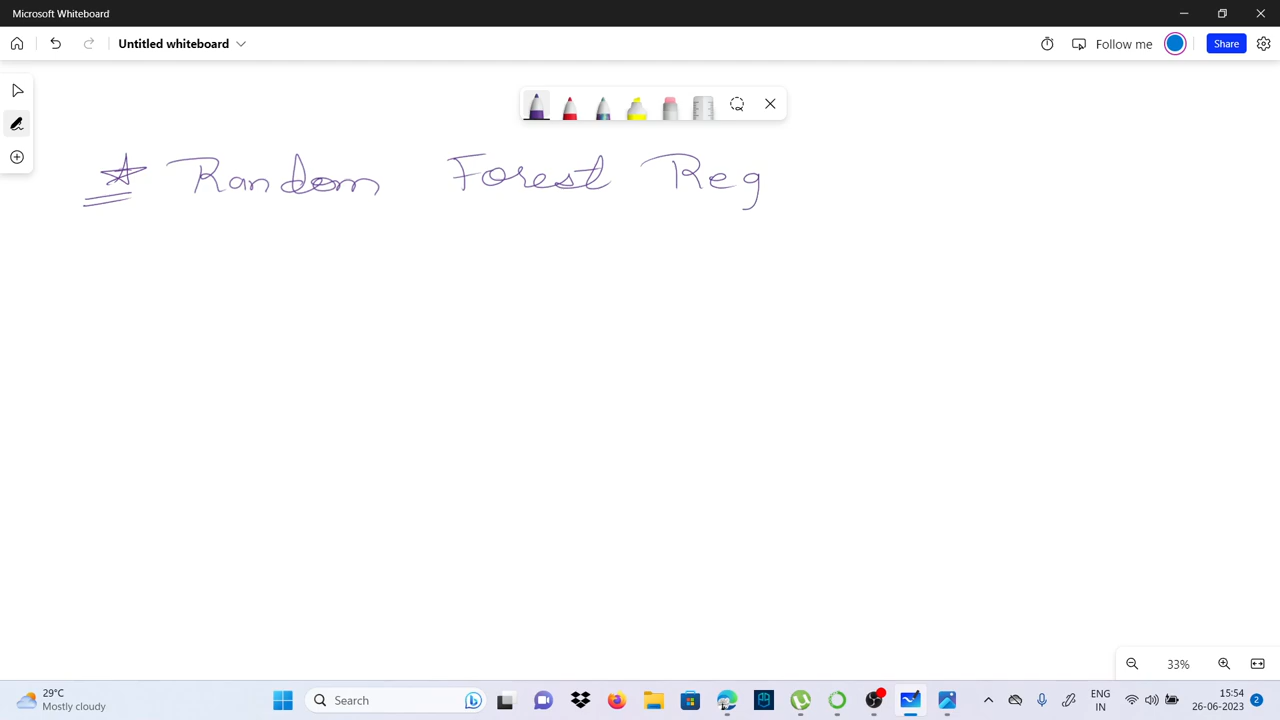 Microsoft Whiteboard
Untitled whiteboard
Follow me
Share
* Random Forest Reg
33%
29°C
Mostly cloudy
Search
ENG
IN
15:54
26-06-2023
2